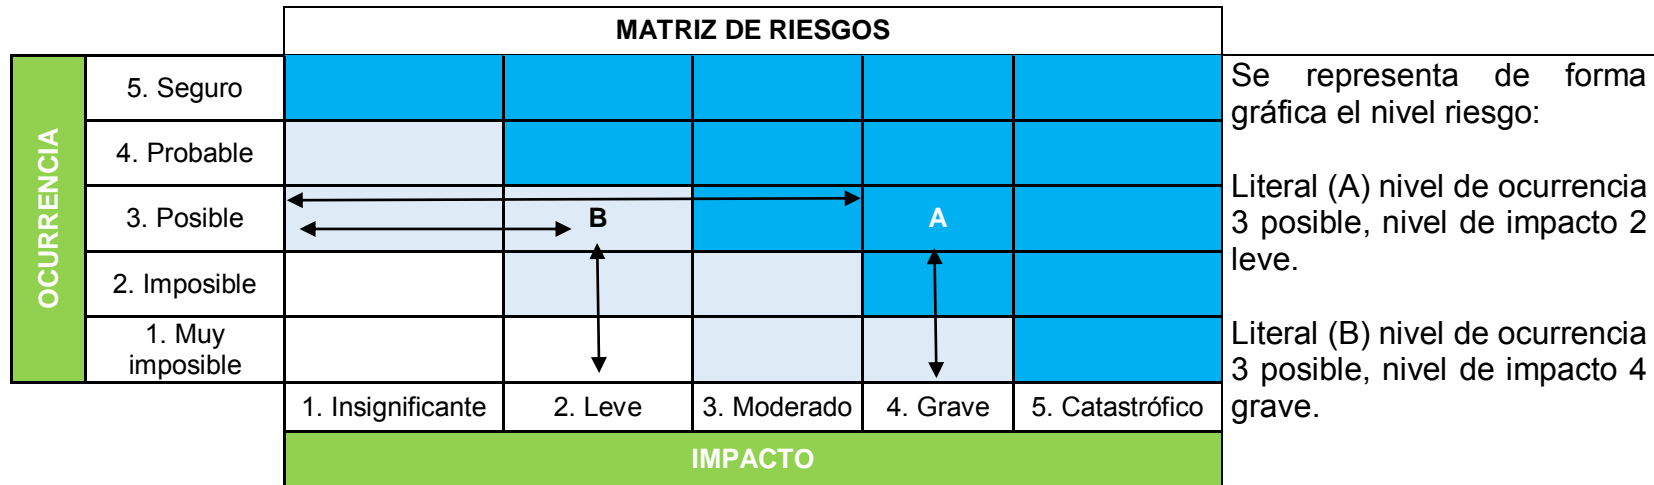 MATRIZ DE RIESGOS
OCURRENCIA
5. Seguro
4. Probable
3. Posible
B
A
2. Imposible
1. Muy
imposible
1. Insignificante
2. Leve
3. Moderado
4. Grave
5. Catastrófico
IMPACTO
Se representa de forma
gráfica el nivel riesgo:
Literal (A) nivel de ocurrencia
3 posible, nivel de impacto 2
leve.
Literal (B) nivel de ocurrencia
3 posible, nivel de impacto 4
grave.